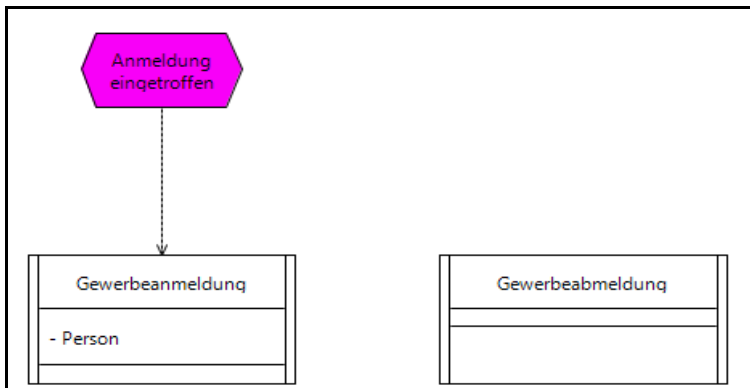 Anmeldung
eingetroffen
Gewerbeanmeldung
Gewerbeabmeldung
- Person